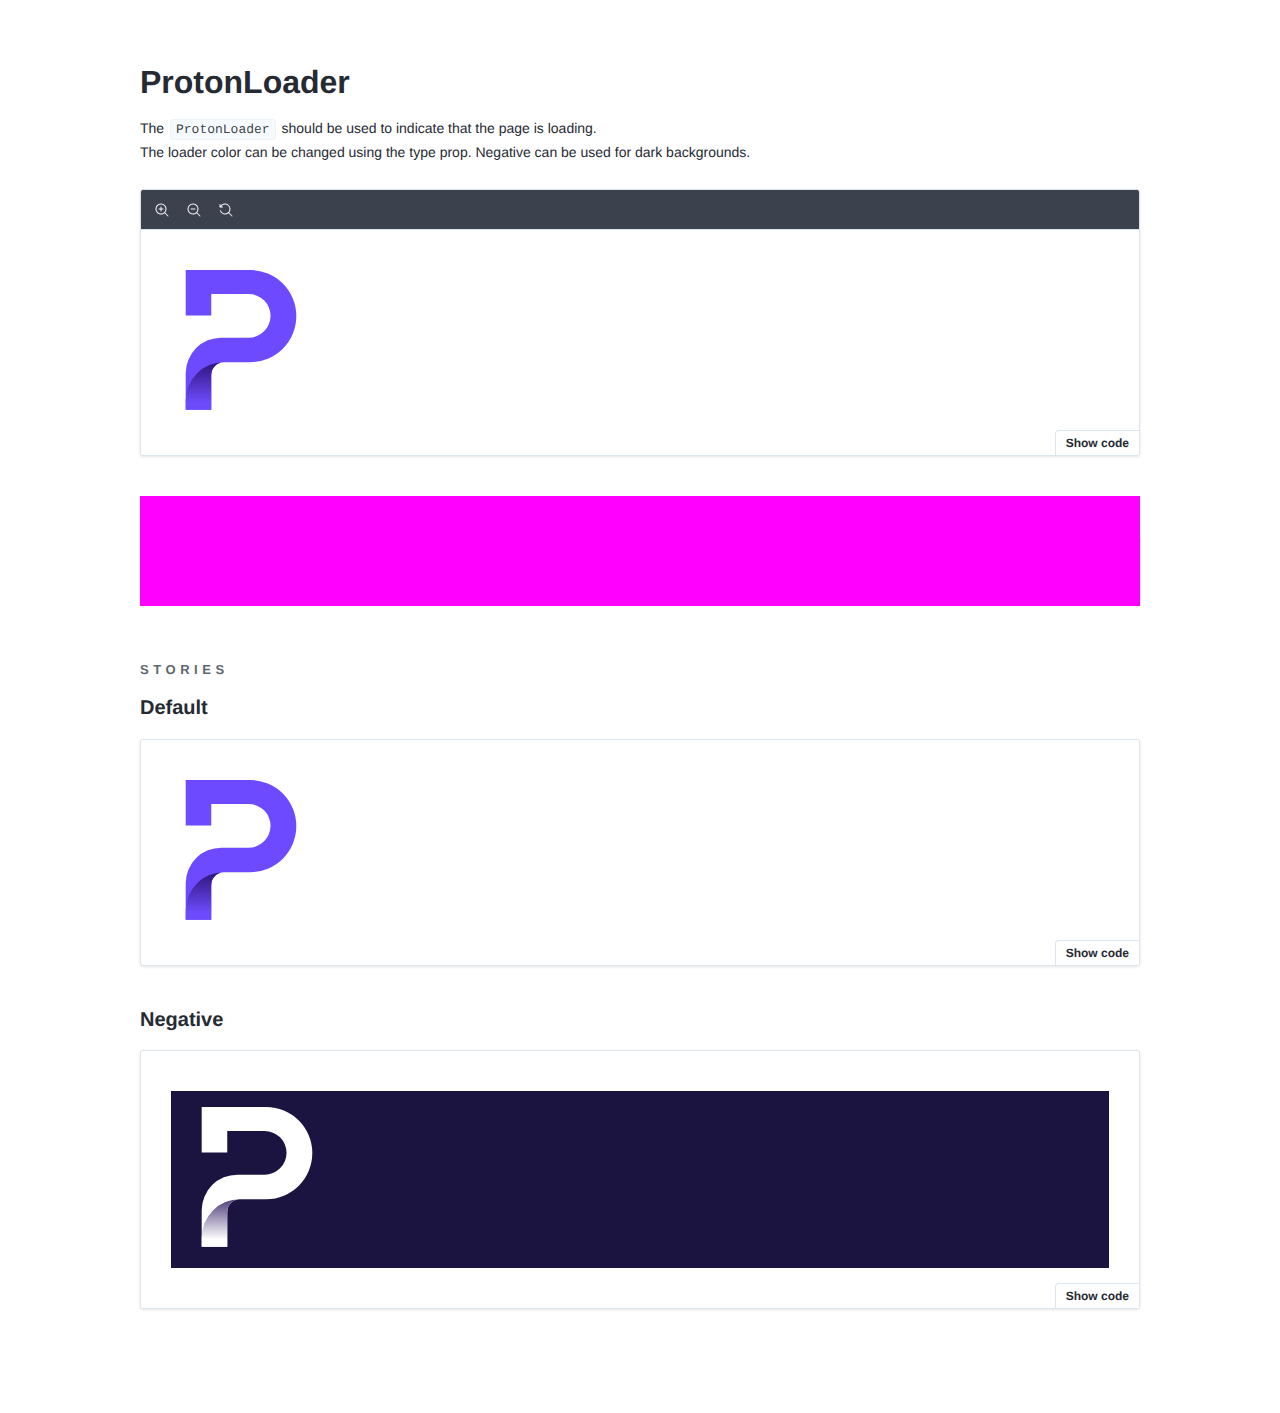 ProtonLoader
The ProtonLoader should be used to indicate that the page is loading.
The loader color can be changed using the type prop. Negative can be used for dark backgrounds.
Show code
STORIES
Default
Show code
Negative
Show code